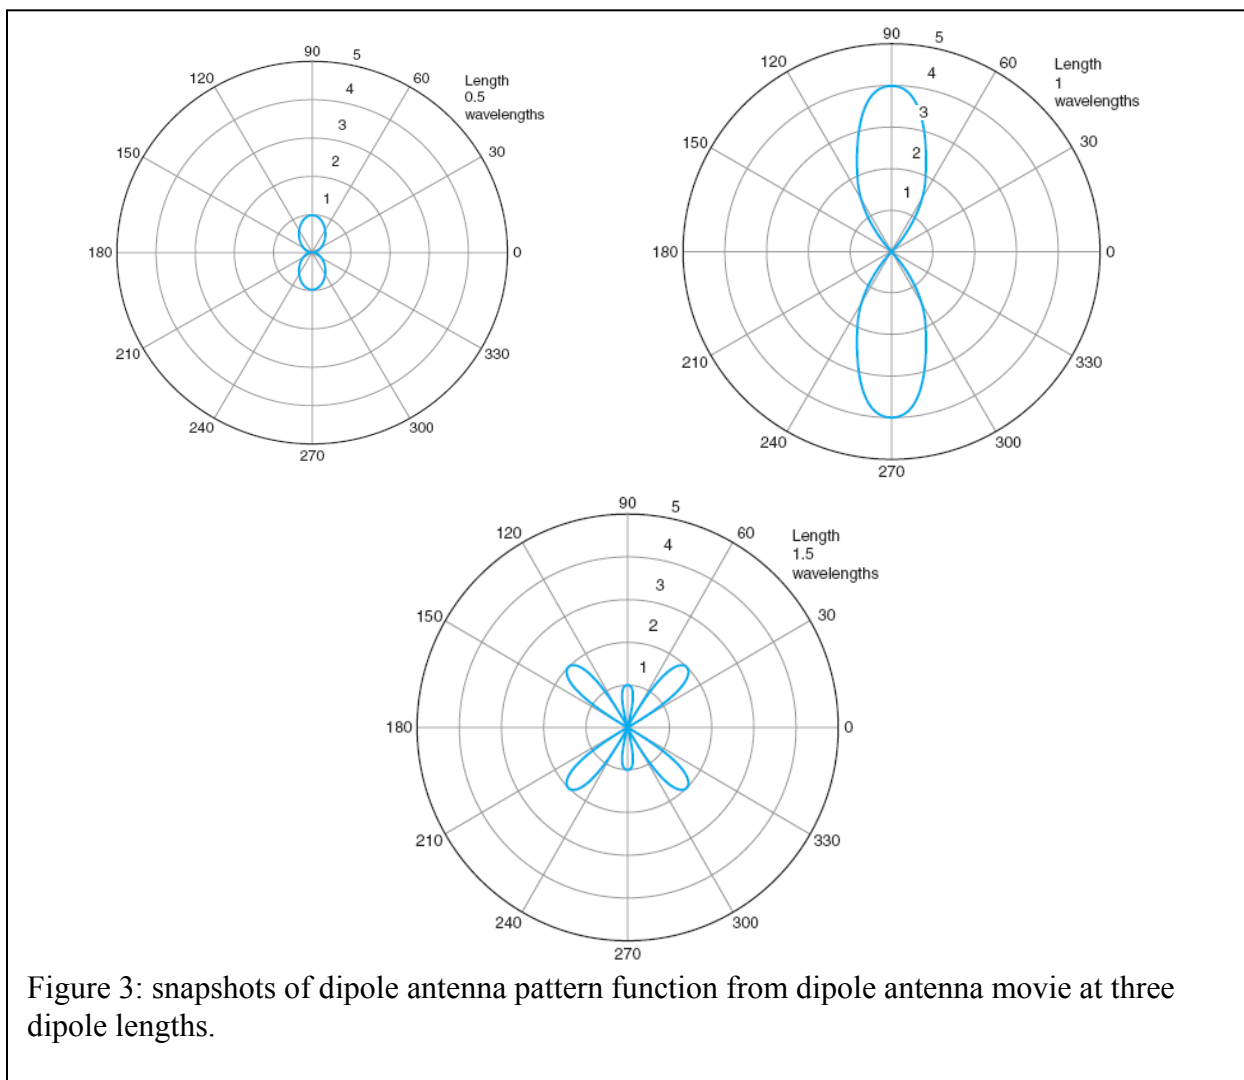 90 5
120 4 60
3
150 2 30
1
180 0
210 330
240 300
270
Length
0.5
wavelengths
90 5
120 4 60
3
150 2 30
1
180 0
210 330
240 300
270
Length
1
wavelengths
90 5
120 4 60
3
150 2 30
1
180 0
210 330
240 300
270
Length
1.5
wavelengths
Figure 3: snapshots of dipole antenna pattern function from dipole antenna movie at three
dipole lengths.